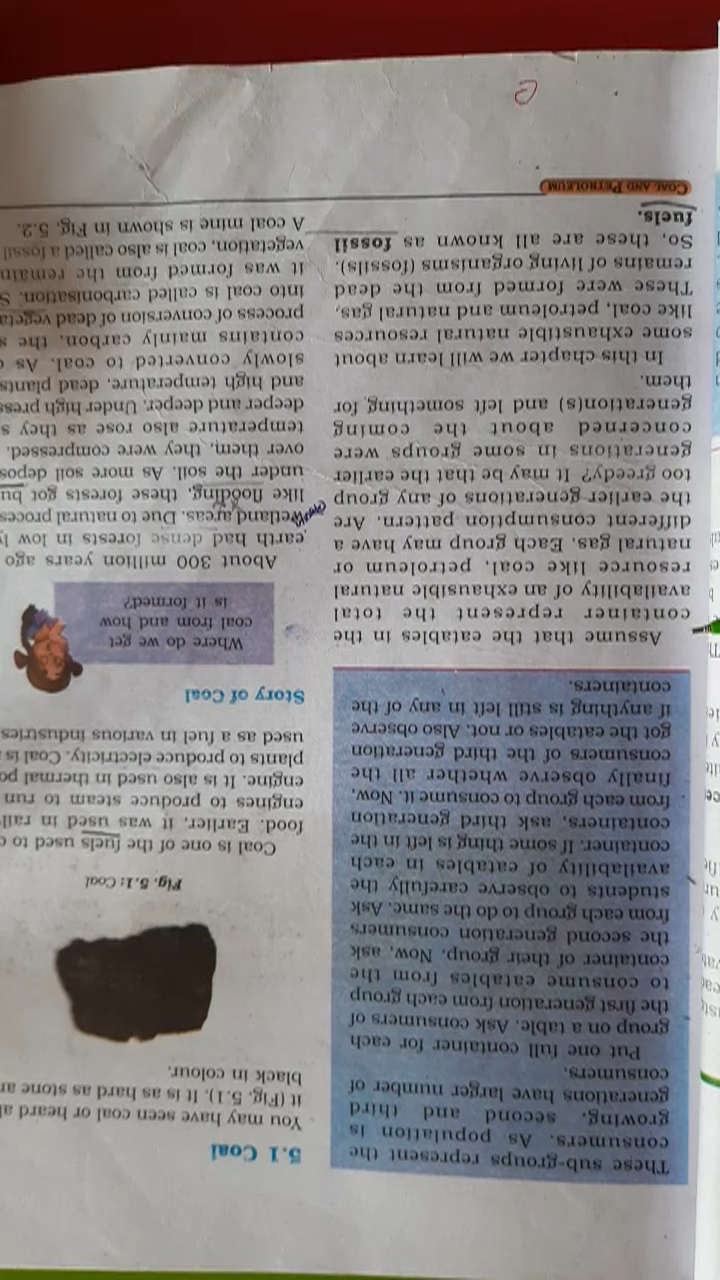 These sub-groups represent the
consumers. As population is
growing, second and third
generations have larger number of
consumers.
Put one full container for each
group on a table. Ask consumers of
the first generation from each group
to consume eatables from the
container of their group. Now, ask
the second generation consumers
from each group to do the same. Ask
students to observe carefully the
availability of eatables in each
container. If some thing is left in the
containers, ask third generation
from each group to consume it. Now,
finally observe whether all the
consumers of the third generation
got the eatables or not. Also observe
if anything is still left in any of the
containers.
Assume that the eatables in the
container represent the total
availability of an exhausible natural
resource like coal, petroleum or
natural gas. Each group may have a
different consumption pattern. Are
the earlier generations of any group
too greedy? It may be that the earlier
generations in some groups were
concerned about the coming
generation(s) and left something for
them.
In this chapter we will learn about
some exhaustible natural resources
like coal, petroleum and natural gas.
These were formed from the dead
remains of living organisms (fossils).
So, these are all known as fossil
fuels.
5.1 Coal
You may have seen coal or heard
it (Fig. 5.1). It is as hard as stone
black in colour.
Fig. 5.1: Coal
Coal is one of the fuels used to
food. Earlier, it was used in
engines to produce steam to run
engine. It is also used in thermal
plants to produce electricity. Coal is
used as a fuel in various industries
Story of Coal
Where do we get
coal from and how
is it formed?
About 300 million years ago
earth had dense forests in low
wetland areas. Due to natural
like flooding, these forests got
under the soil. As more soil
over them, they were compressed.
temperature also rose as they
deeper and deeper. Under high
and high temperature, dead plants
slowly converted to coal. As
contains mainly carbon, the
process of conversion of dead
into coal is called carbonisation.
it was formed from the
vegetation, coal is also called a fossil
A coal mine is shown in Fig. 5.2.
COAL AND PETROLEUM